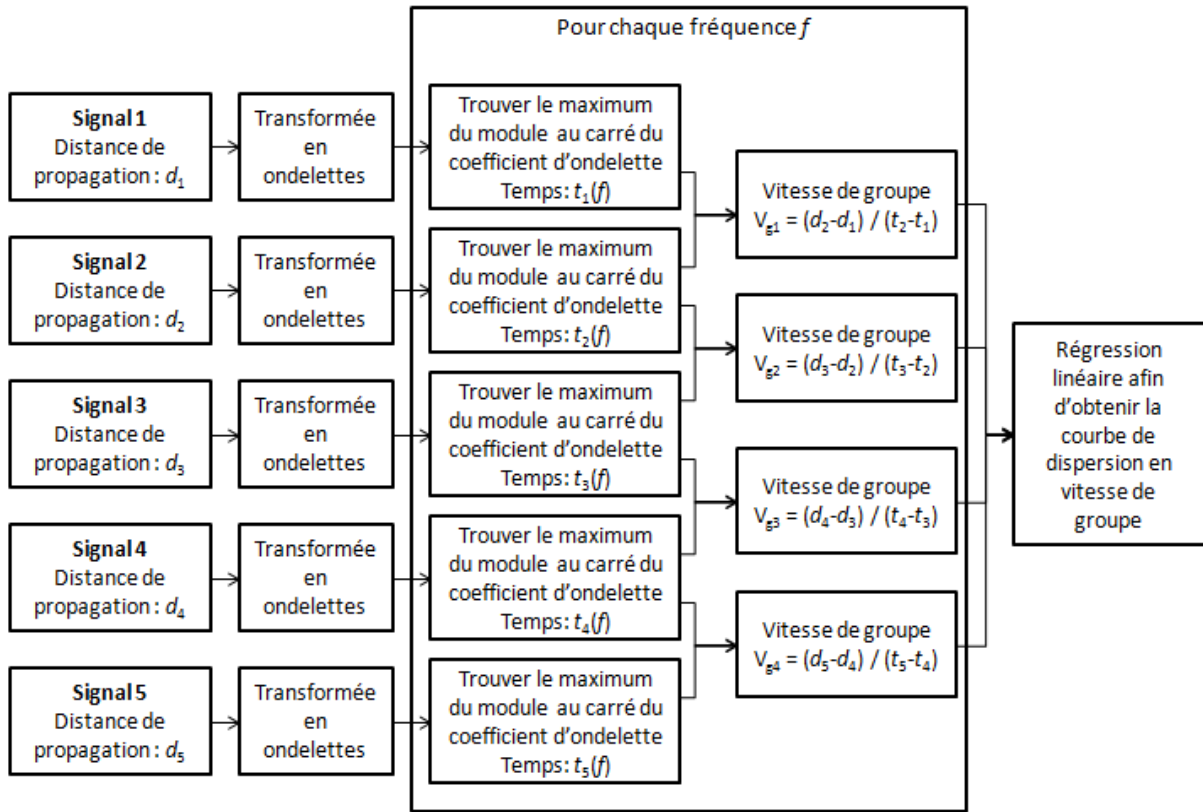 Pour chaque fréquence f
Signal 1
Distance de
propagation : d₁
Transformée
en
ondelettes
Trouver le maximum
du module au carré du
coefficient d'ondelette
Temps: t₁(f)
Signal 2
Distance de
propagation : d₂
Transformée
en
ondelettes
Trouver le maximum
du module au carré du
coefficient d'ondelette
Temps: t₂(f)
Signal 3
Distance de
propagation : d₃
Transformée
en
ondelettes
Trouver le maximum
du module au carré du
coefficient d'ondelette
Temps: t₃(f)
Signal 4
Distance de
propagation : d₄
Transformée
en
ondelettes
Trouver le maximum
du module au carré du
coefficient d'ondelette
Temps: t₄(f)
Signal 5
Distance de
propagation : d₅
Transformée
en
ondelettes
Trouver le maximum
du module au carré du
coefficient d'ondelette
Temps: t₅(f)
Vitesse de groupe
Vg₁ = (d₂-d₁) / (t₂-t₁)
Vitesse de groupe
Vg₂ = (d₃-d₂) / (t₃-t₂)
Vitesse de groupe
Vg₃ = (d₄-d₃) / (t₄-t₃)
Vitesse de groupe
Vg₄ = (d₅-d₄) / (t₅-t₄)
Régression
linéaire afin
d'obtenir la
courbe de
dispersion en
vitesse de
groupe